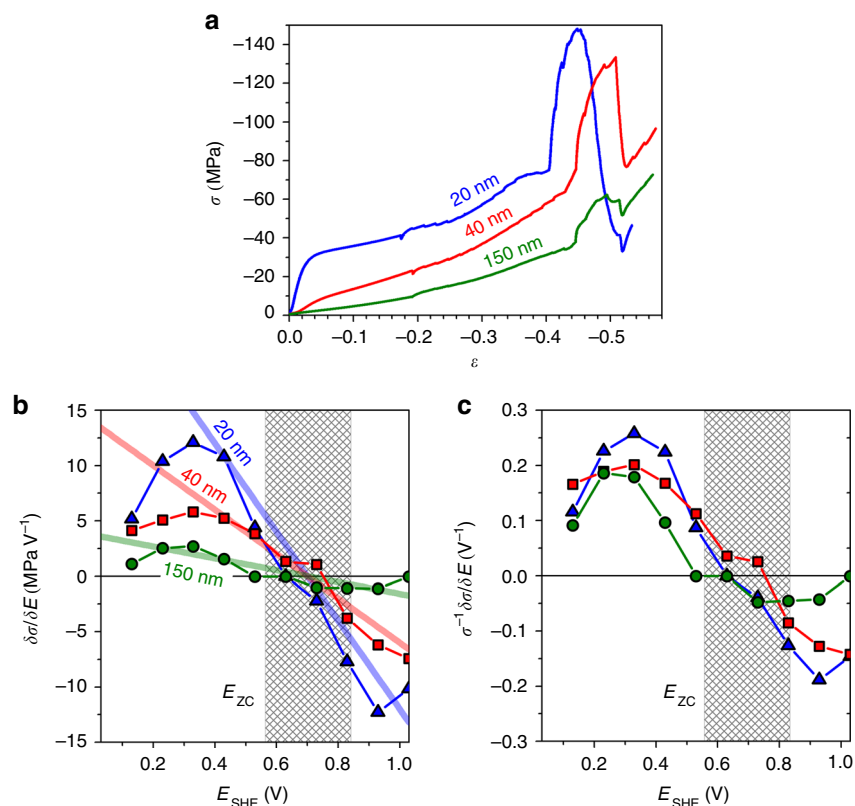 a
−140
−120
−100
−80
−60
−40
−20
0
σ (MPa)
20 nm
40 nm
150 nm
0.0 −0.1 −0.2 −0.3 −0.4 −0.5
ε
b
15
10
5
0
−5
−10
−15
δσ/δE (MPa V⁻¹)
20 nm
40 nm
150 nm
E_ZC
0.2 0.4 0.6 0.8 1.0
E_SHE (V)
c
0.3
0.2
0.1
0.0
−0.1
−0.2
−0.3
σ⁻¹δσ/δE (V⁻¹)
E_ZC
0.2 0.4 0.6 0.8 1.0
E_SHE (V)